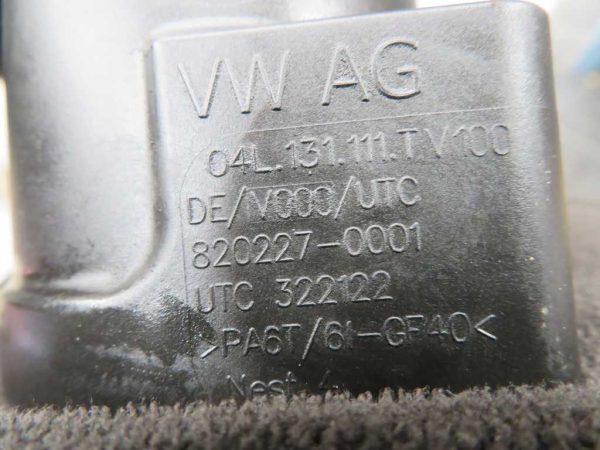 VW AG
04L.131.111.T.V100
DE/V000/UTC
820227-0001
UTC 322122
>PA6T/6I-GF40<
Nest 4